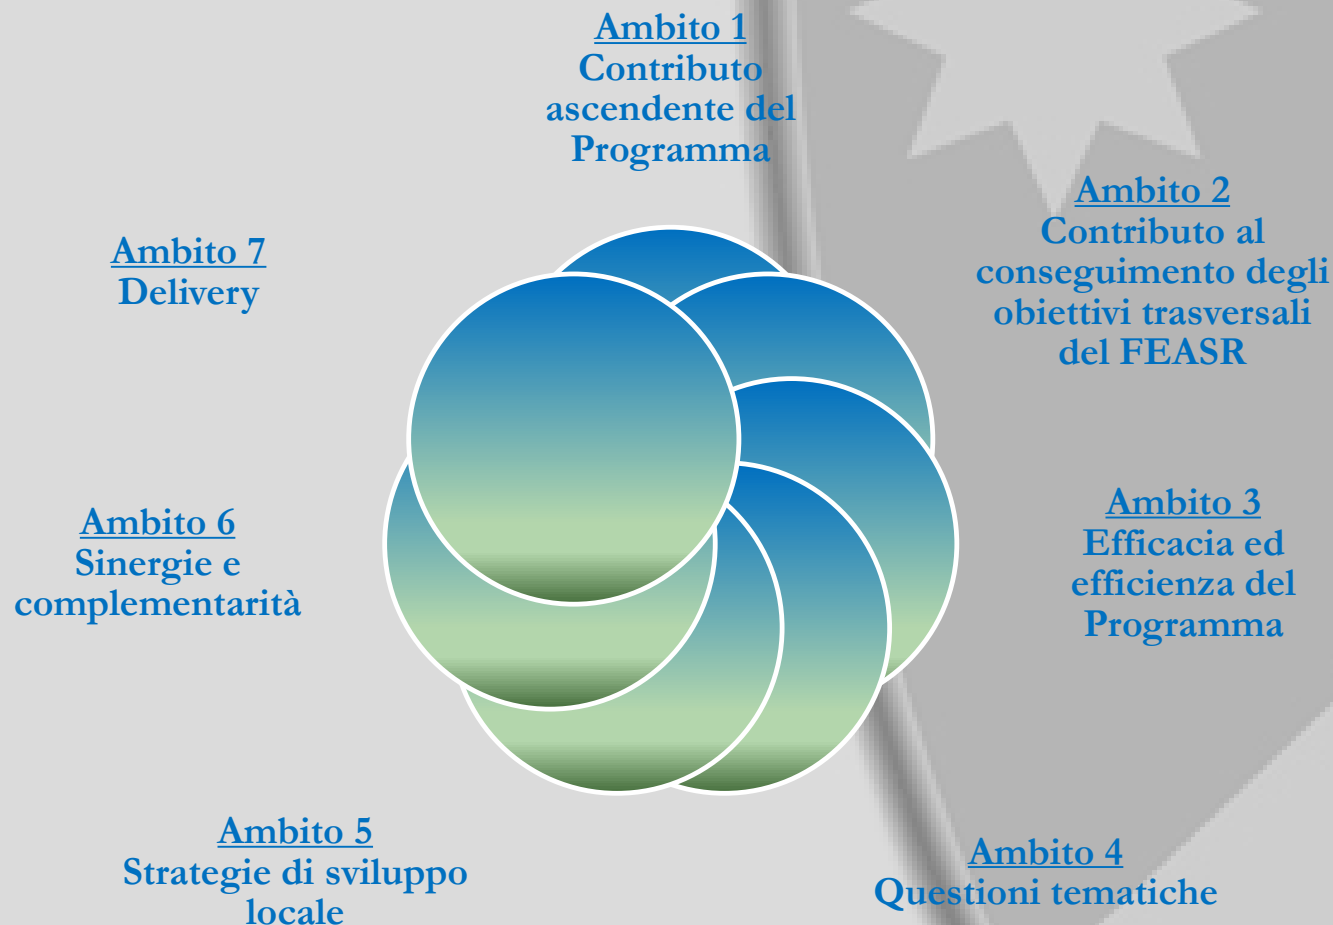 Ambito 1
Contributo
ascendente del
Programma
Ambito 2
Contributo al
conseguimento degli
obiettivi trasversali
del FEASR
Ambito 3
Efficacia ed
efficienza del
Programma
Ambito 4
Questioni tematiche
Ambito 5
Strategie di sviluppo
locale
Ambito 6
Sinergie e
complementarità
Ambito 7
Delivery